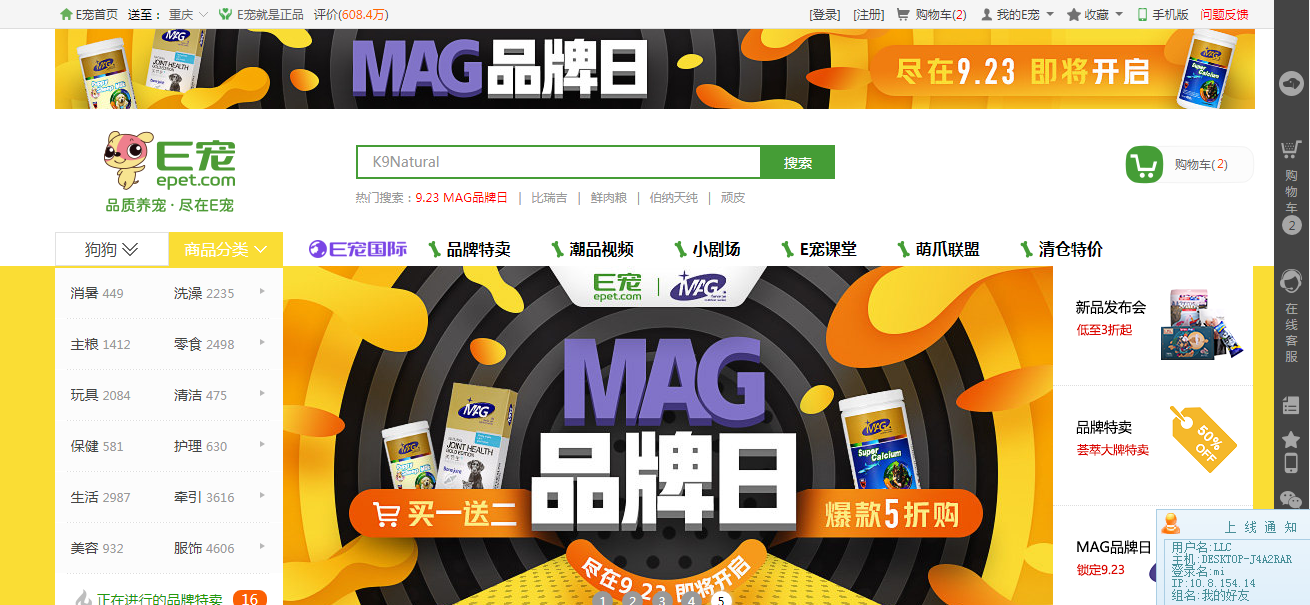 E宠首页 送至： 重庆 E宠就是正品 评价(608.4万) [登录] [注册] 购物车(2) 我的E宠 收藏 手机版 问题反馈
MAG品牌日 尽在9.23 即将开启
E宠
epet.com
品质养宠·尽在E宠
K9Natural 搜索
购物车(2)
热门搜索：9.23 MAG品牌日 | 比瑞吉 | 鲜肉粮 | 伯纳天纯 | 顽皮
狗狗 商品分类 E宠国际 品牌特卖 潮品视频 小剧场 E宠课堂 萌爪联盟 清仓特价
消暑 449 洗澡 2235
主粮 1412 零食 2498
玩具 2084 清洁 475
保健 581 护理 630
生活 2987 牵引 3616
美容 932 服饰 4606
正在进行的品牌特卖 16
E宠
epet.com
MAG
MAG
品牌日
MAG
JOINT HEALTH
Super Calcium
买一送二
爆款5折购
尽在9.23 即将开启
1 2 3 4 5
新品发布会
低至3折起
品牌特卖
荟萃大牌特卖
50%
OFF
MAG品牌日
锁定9.23
购物车
2
在线客服
上线通知
用户名:LLC
主机:DESKTOP-J4A2RAR
登录名:mi
IP:10.8.154.14
组名:我的好友